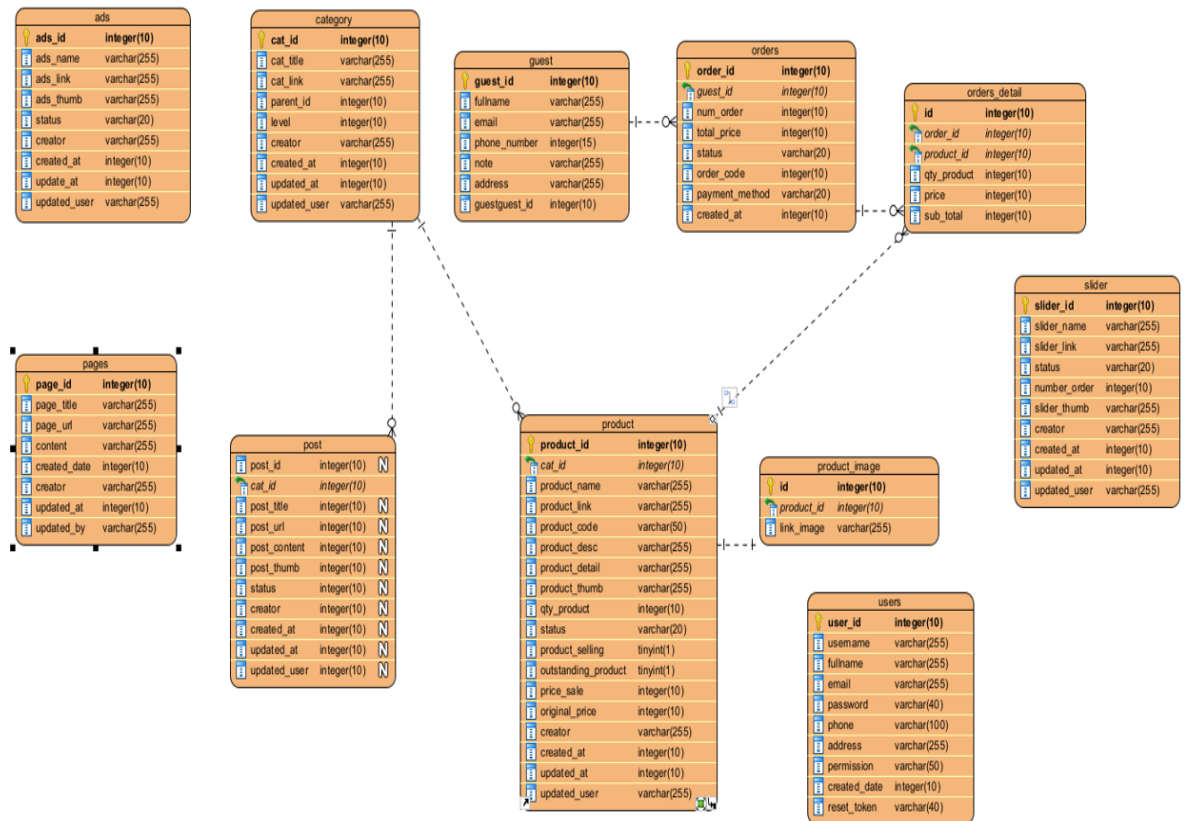 ads
ads_id integer(10)
ads_name varchar(255)
ads_link varchar(255)
ads_thumb varchar(255)
status varchar(20)
creator varchar(255)
created_at integer(10)
update_at integer(10)
updated_user varchar(255)
category
cat_id integer(10)
cat_title varchar(255)
cat_link varchar(255)
parent_id integer(10)
level integer(10)
creator varchar(255)
created_at integer(10)
updated_at integer(10)
updated_user varchar(255)
guest
guest_id integer(10)
fullname varchar(255)
email varchar(255)
phone_number integer(15)
note varchar(255)
address varchar(255)
guestguest_id integer(10)
orders
order_id integer(10)
guest_id integer(10)
num_order integer(10)
total_price integer(10)
status varchar(20)
order_code integer(10)
payment_method varchar(20)
created_at integer(10)
orders_detail
id integer(10)
order_id integer(10)
product_id integer(10)
qty_product integer(10)
price integer(10)
sub_total integer(10)
slider
slider_id integer(10)
slider_name varchar(255)
slider_link varchar(255)
status varchar(20)
number_order integer(10)
slider_thumb varchar(255)
creator varchar(255)
created_at integer(10)
updated_at integer(10)
updated_user varchar(255)
pages
page_id integer(10)
page_title varchar(255)
page_url varchar(255)
content varchar(255)
created_date integer(10)
creator varchar(255)
updated_at integer(10)
updated_by varchar(255)
post
post_id integer(10) N
cat_id integer(10)
post_title integer(10) N
post_url integer(10) N
post_content integer(10) N
post_thumb integer(10) N
status integer(10) N
creator integer(10) N
created_at integer(10) N
updated_at integer(10) N
updated_user integer(10) N
product
product_id integer(10)
cat_id integer(10)
product_name varchar(255)
product_link varchar(255)
product_code varchar(50)
product_desc varchar(255)
product_detail varchar(255)
product_thumb varchar(255)
qty_product integer(10)
status varchar(20)
product_selling tinyint(1)
outstanding_product tinyint(1)
price_sale integer(10)
original_price integer(10)
creator varchar(255)
created_at integer(10)
updated_at integer(10)
updated_user varchar(255)
product_image
id integer(10)
product_id integer(10)
link_image varchar(255)
users
user_id integer(10)
username varchar(255)
fullname varchar(255)
email varchar(255)
password varchar(40)
phone varchar(100)
address varchar(255)
permission varchar(50)
created_date integer(10)
reset_token varchar(40)